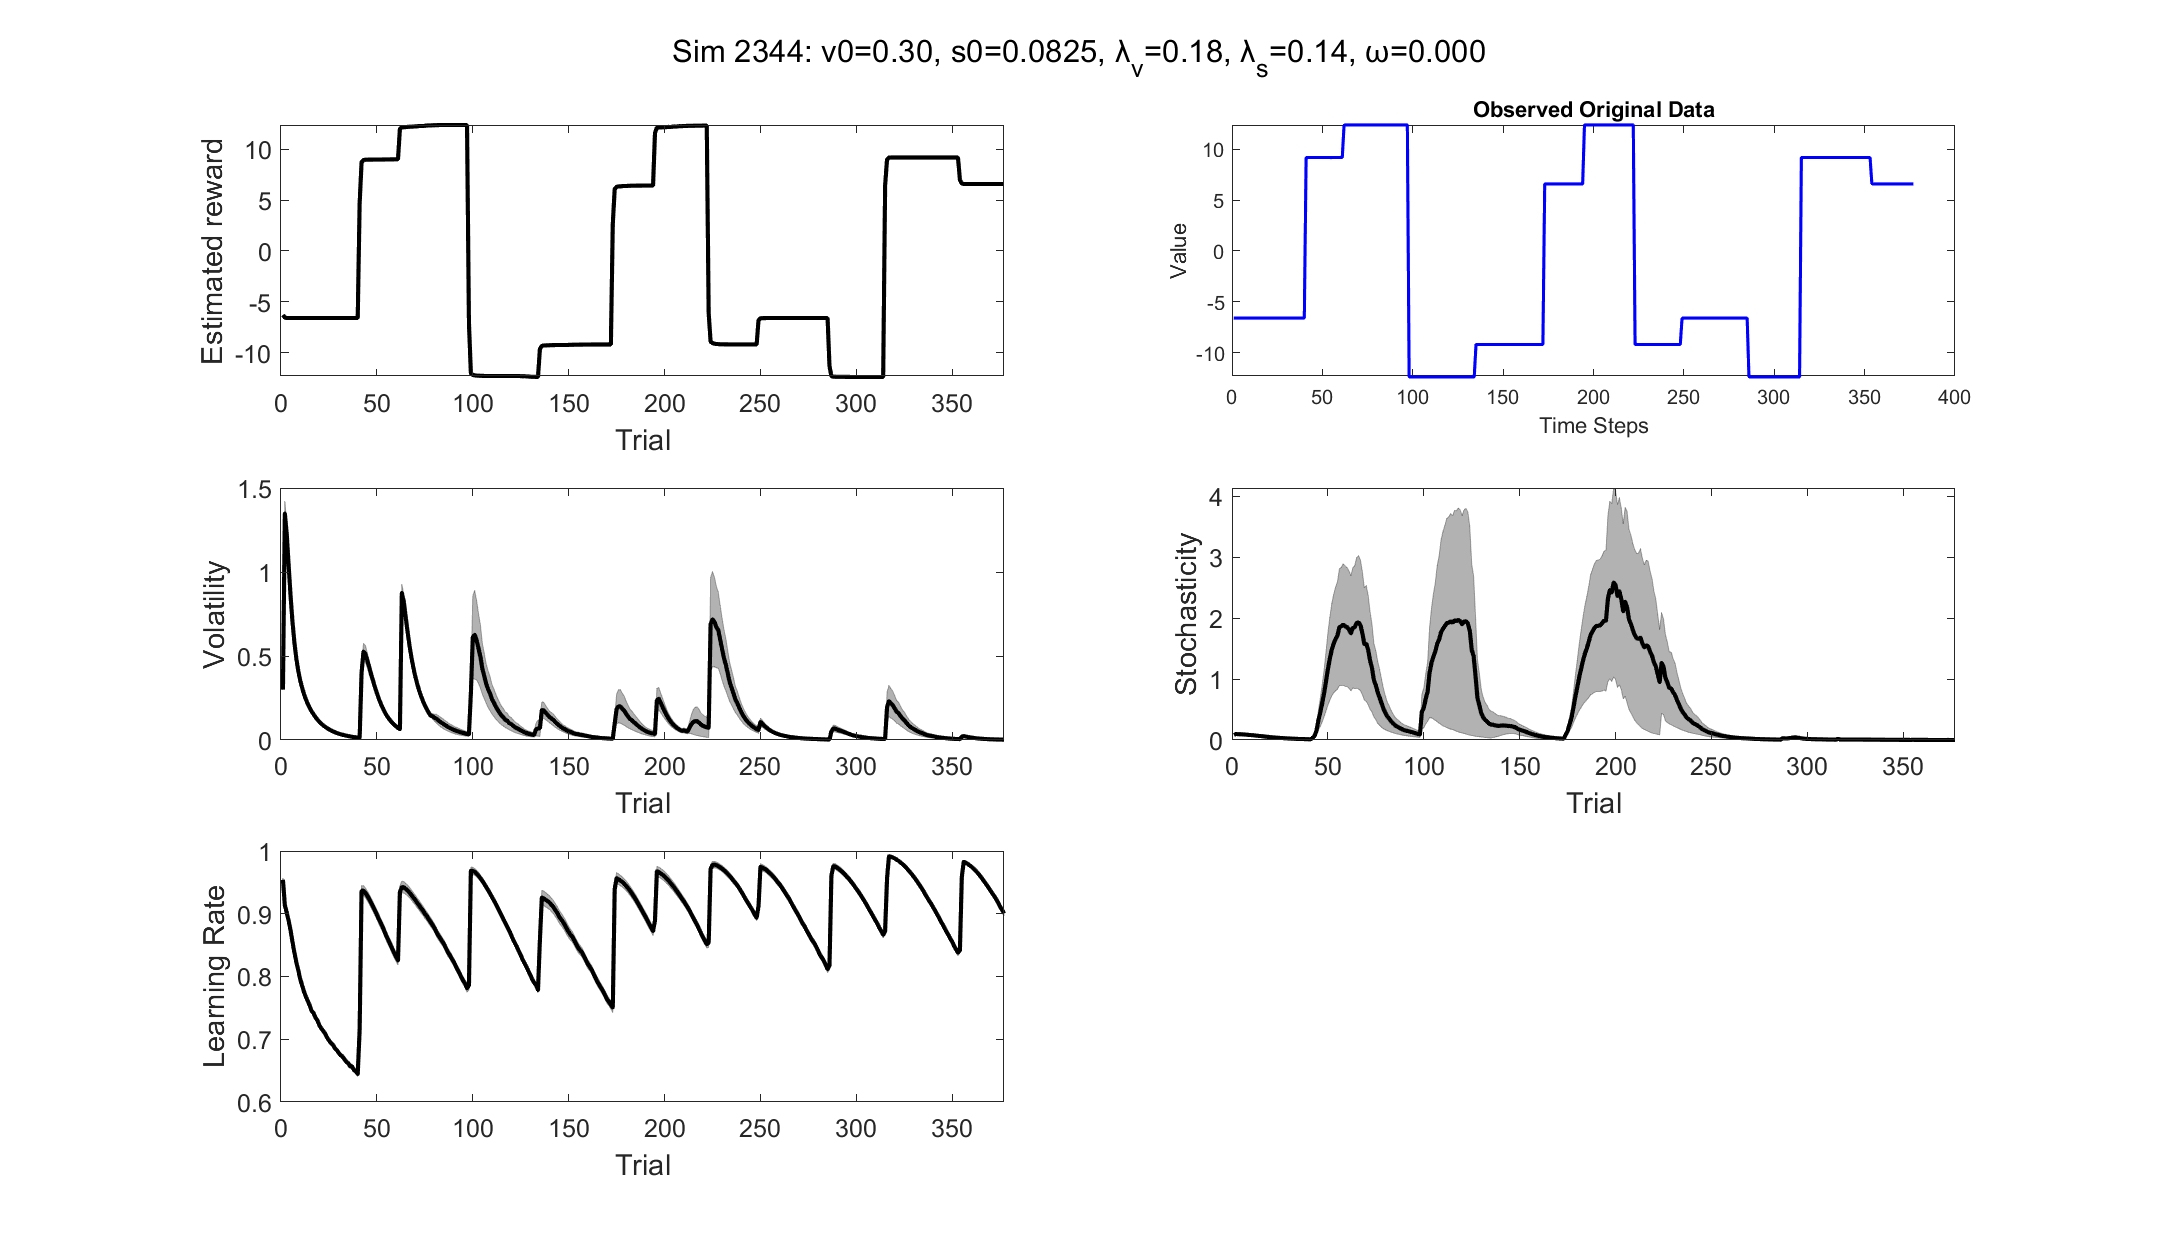 Sim 2344: v0=0.30, s0=0.0825, λ_v=0.18, λ_s=0.14, ω=0.000
Estimated reward
10
5
0
-5
-10
0 50 100 150 200 250 300 350
Trial
Observed Original Data
Value
10
5
0
-5
-10
0 50 100 150 200 250 300 350 400
Time Steps
Volatility
1.5
1
0.5
0
0 50 100 150 200 250 300 350
Trial
Stochasticity
4
3
2
1
0
0 50 100 150 200 250 300 350
Trial
Learning Rate
1
0.9
0.8
0.7
0.6
0 50 100 150 200 250 300 350
Trial